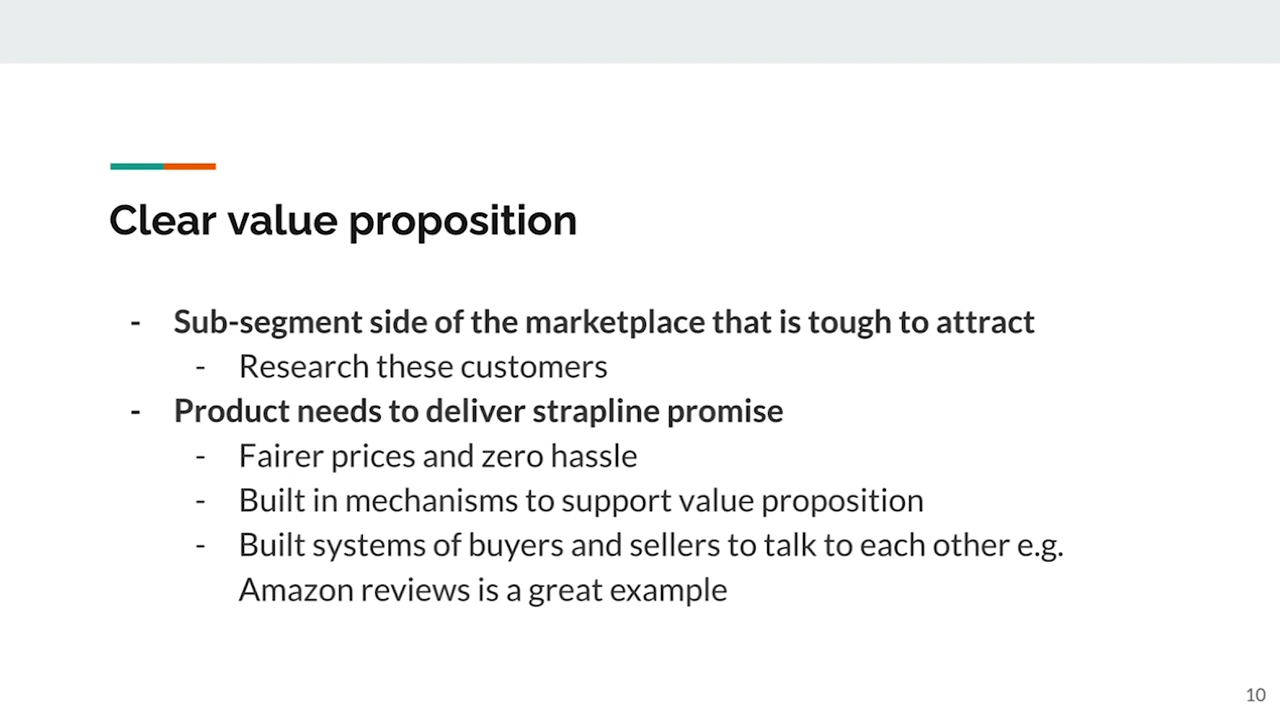 Clear value proposition
- Sub-segment side of the marketplace that is tough to attract
- Research these customers
- Product needs to deliver strapline promise
- Fairer prices and zero hassle
- Built in mechanisms to support value proposition
- Built systems of buyers and sellers to talk to each other e.g.
Amazon reviews is a great example
10